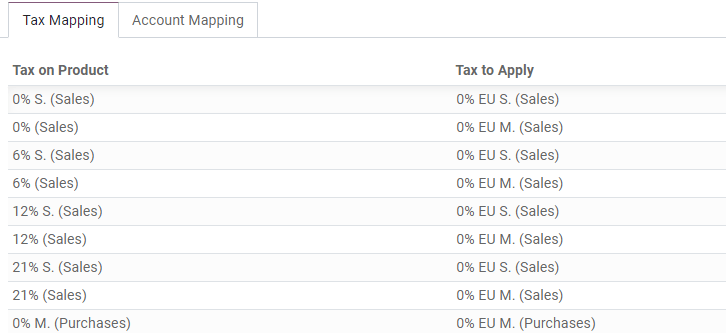 Tax Mapping Account Mapping
Tax on Product Tax to Apply
0% S. (Sales) 0% EU S. (Sales)
0% (Sales) 0% EU M. (Sales)
6% S. (Sales) 0% EU S. (Sales)
6% (Sales) 0% EU M. (Sales)
12% S. (Sales) 0% EU S. (Sales)
12% (Sales) 0% EU M. (Sales)
21% S. (Sales) 0% EU S. (Sales)
21% (Sales) 0% EU M. (Sales)
0% M. (Purchases) 0% EU M. (Purchases)